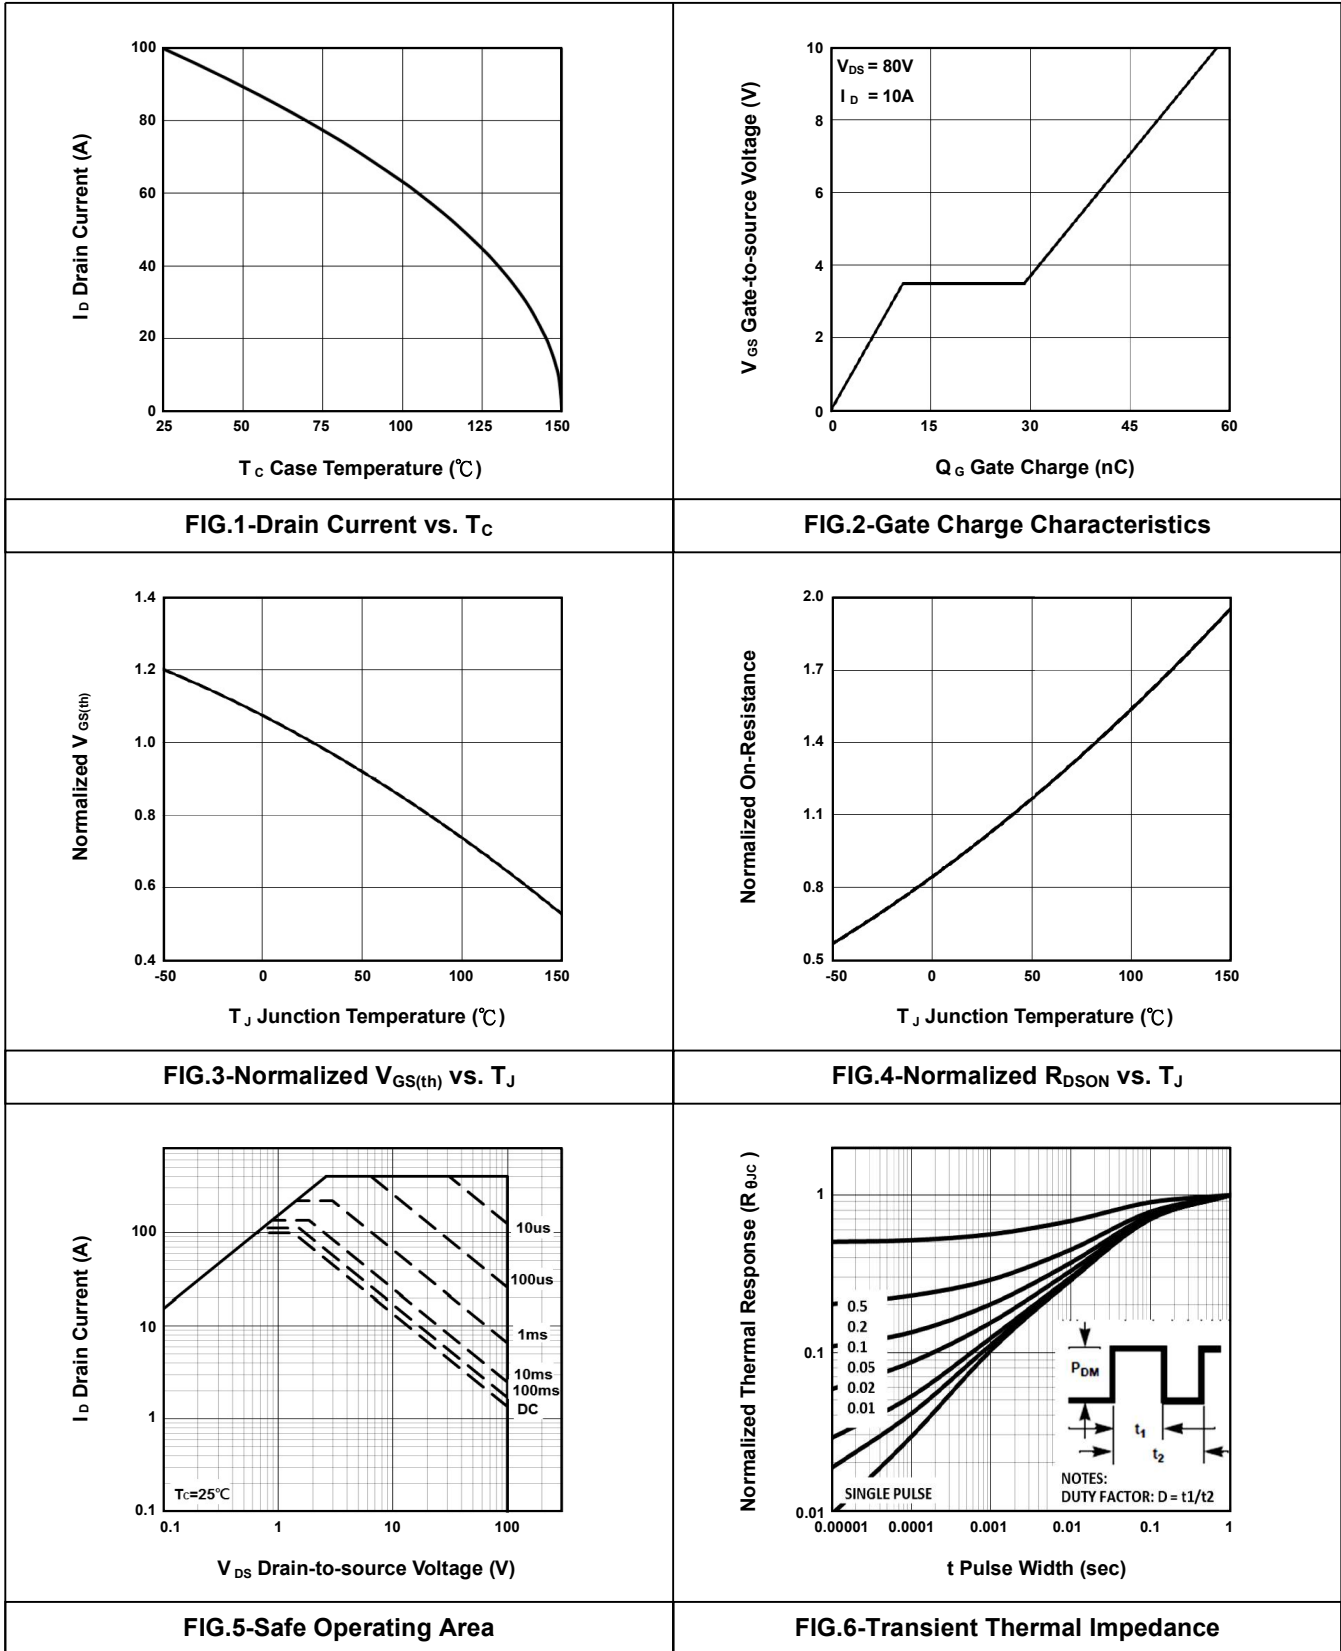 I D Drain Current (A)
100
80
60
40
20
0
25 50 75 100 125 150
T C Case Temperature (℃)
FIG.1-Drain Current vs. TC
V GS Gate-to-source Voltage (V)
10
8
6
4
2
0
VDS = 80V
I D = 10A
0 15 30 45 60
Q G Gate Charge (nC)
FIG.2-Gate Charge Characteristics
Normalized V GS(th)
1.4
1.2
1.0
0.8
0.6
0.4
-50 0 50 100 150
T J Junction Temperature (℃)
FIG.3-Normalized VGS(th) vs. TJ
Normalized On-Resistance
2.0
1.7
1.4
1.1
0.8
0.5
-50 0 50 100 150
T J Junction Temperature (℃)
FIG.4-Normalized RDSON vs. TJ
I D Drain Current (A)
100
10
1
0.1
10us
100us
1ms
10ms
100ms
DC
Tc=25℃
0.1 1 10 100
V DS Drain-to-source Voltage (V)
FIG.5-Safe Operating Area
Normalized Thermal Response (R θJC )
1
0.1
0.01
0.5
0.2
0.1
0.05
0.02
0.01
SINGLE PULSE
PDM
t1
t2
NOTES:
DUTY FACTOR: D = t1/t2
0.00001 0.0001 0.001 0.01 0.1 1
t Pulse Width (sec)
FIG.6-Transient Thermal Impedance